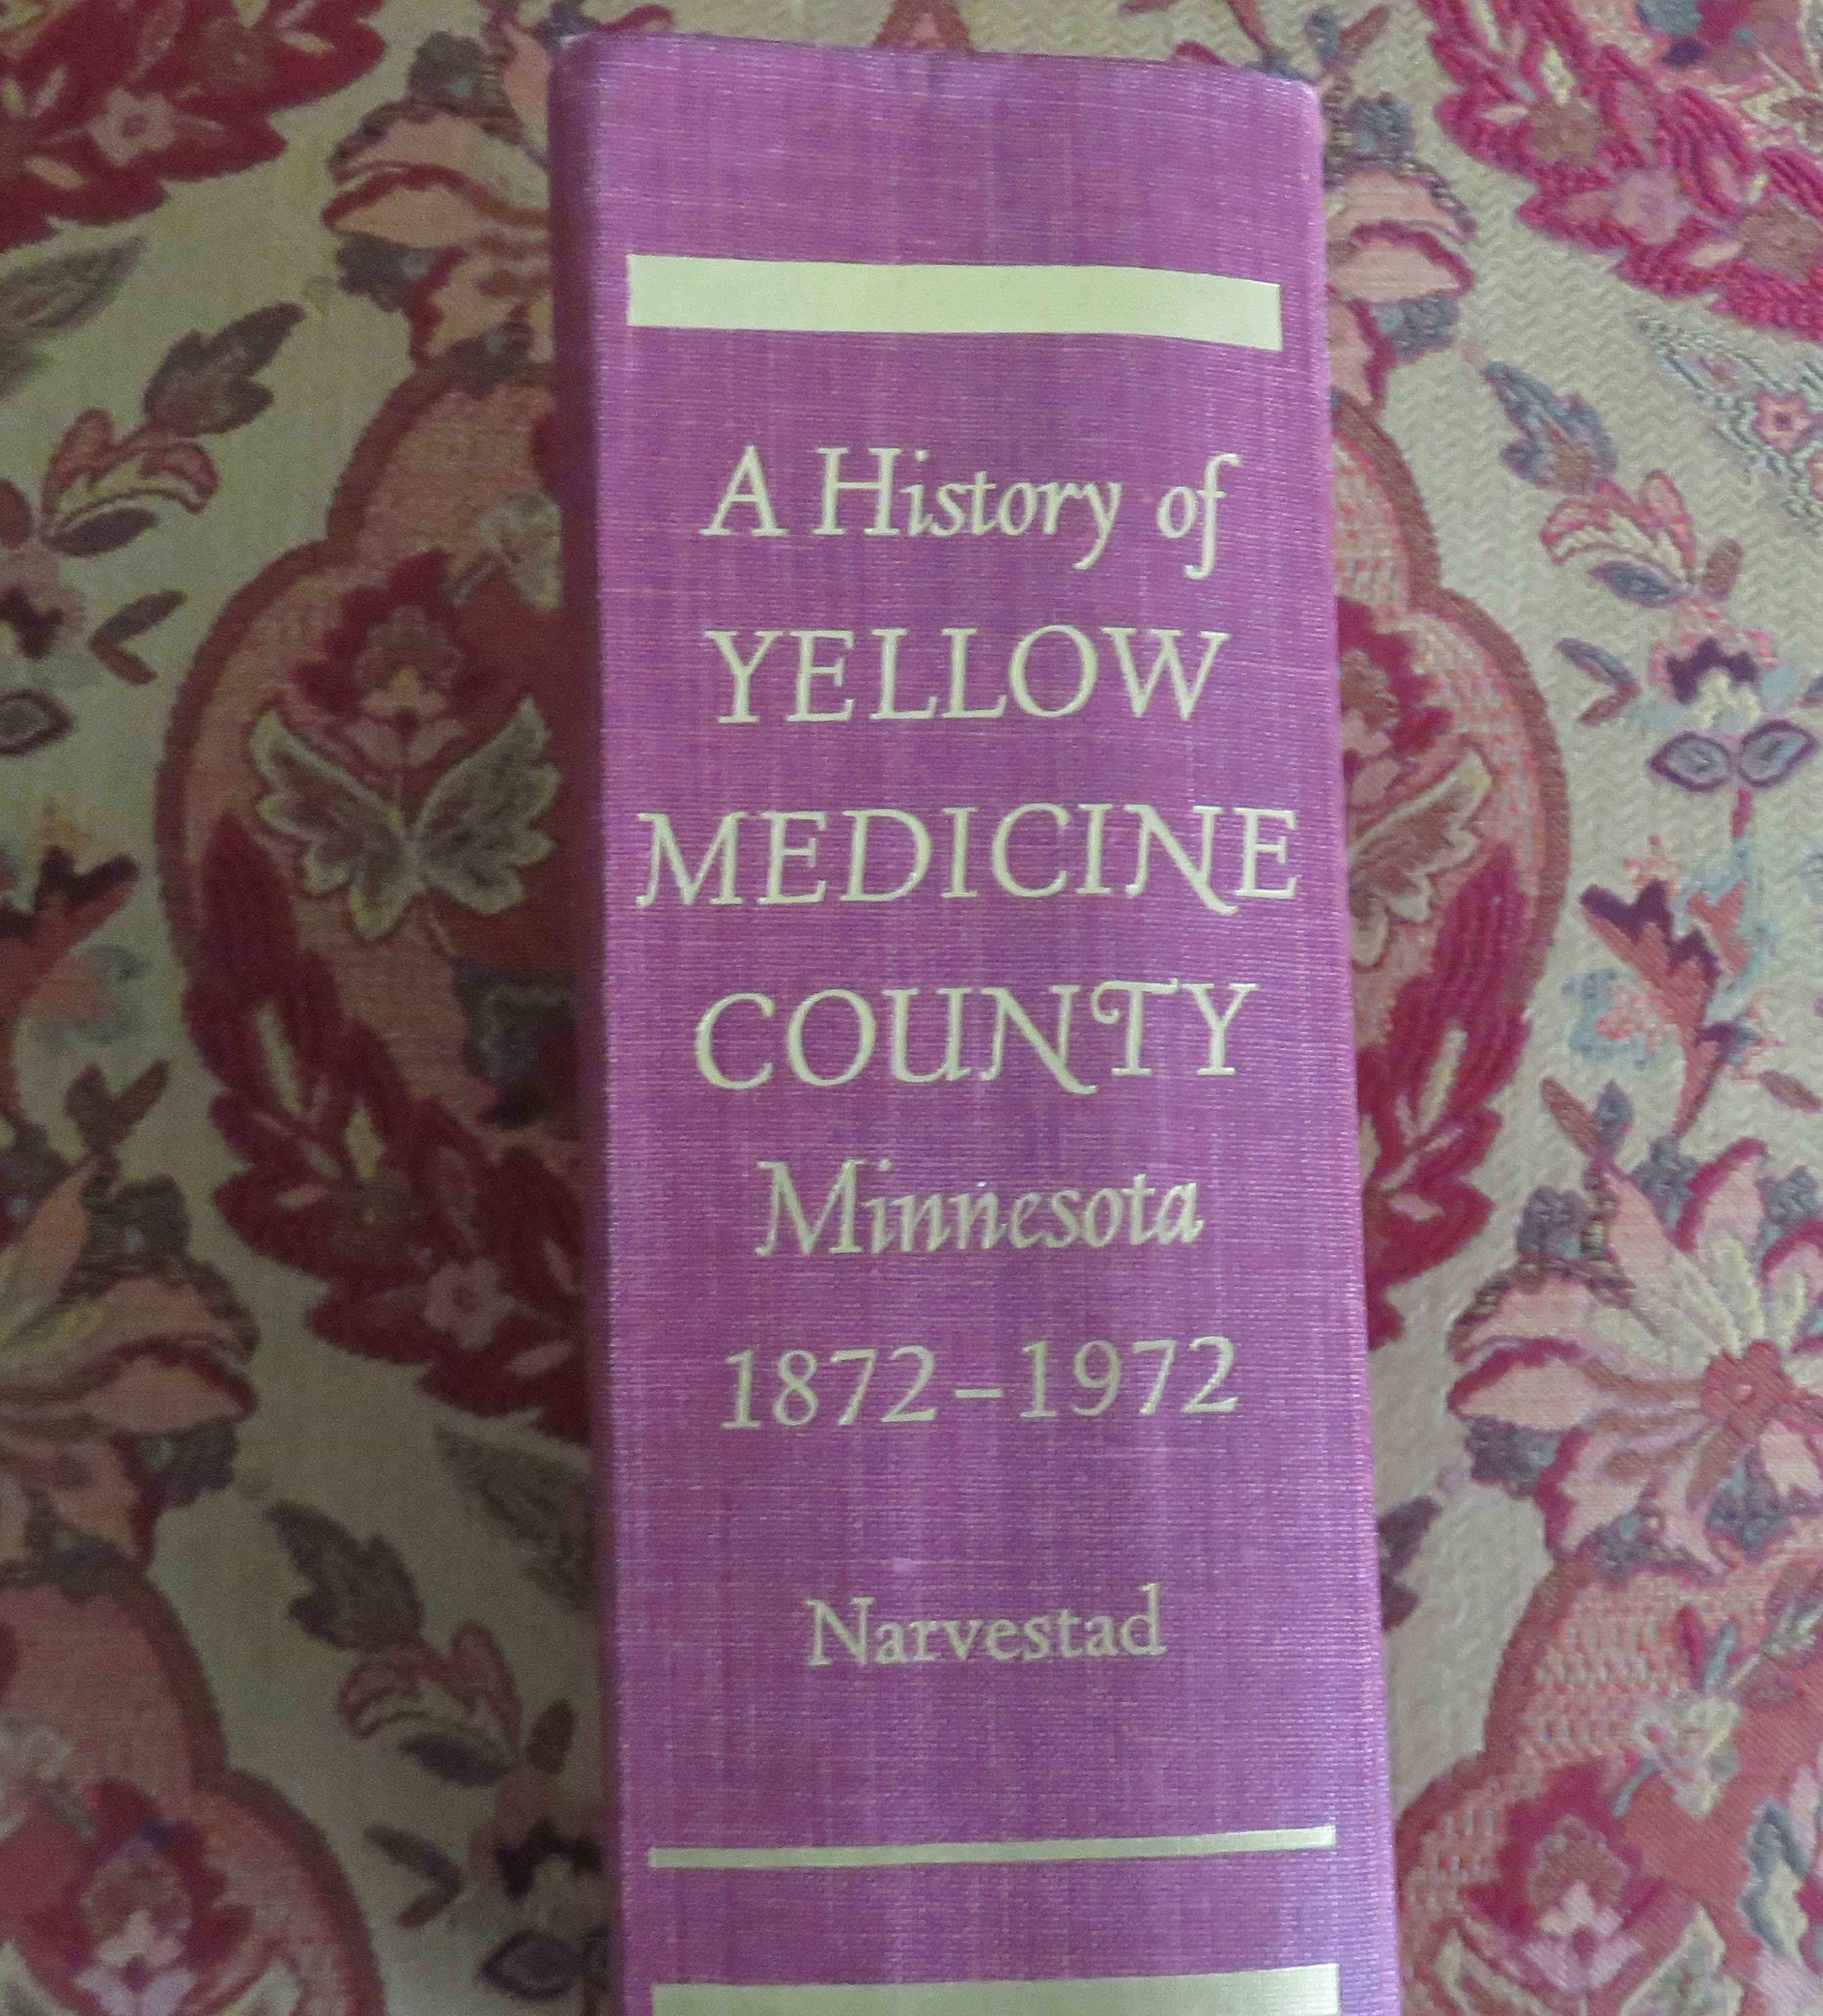 A History of
YELLOW
MEDICINE
COUNTY
Minnesota
1872–1972
Narvestad